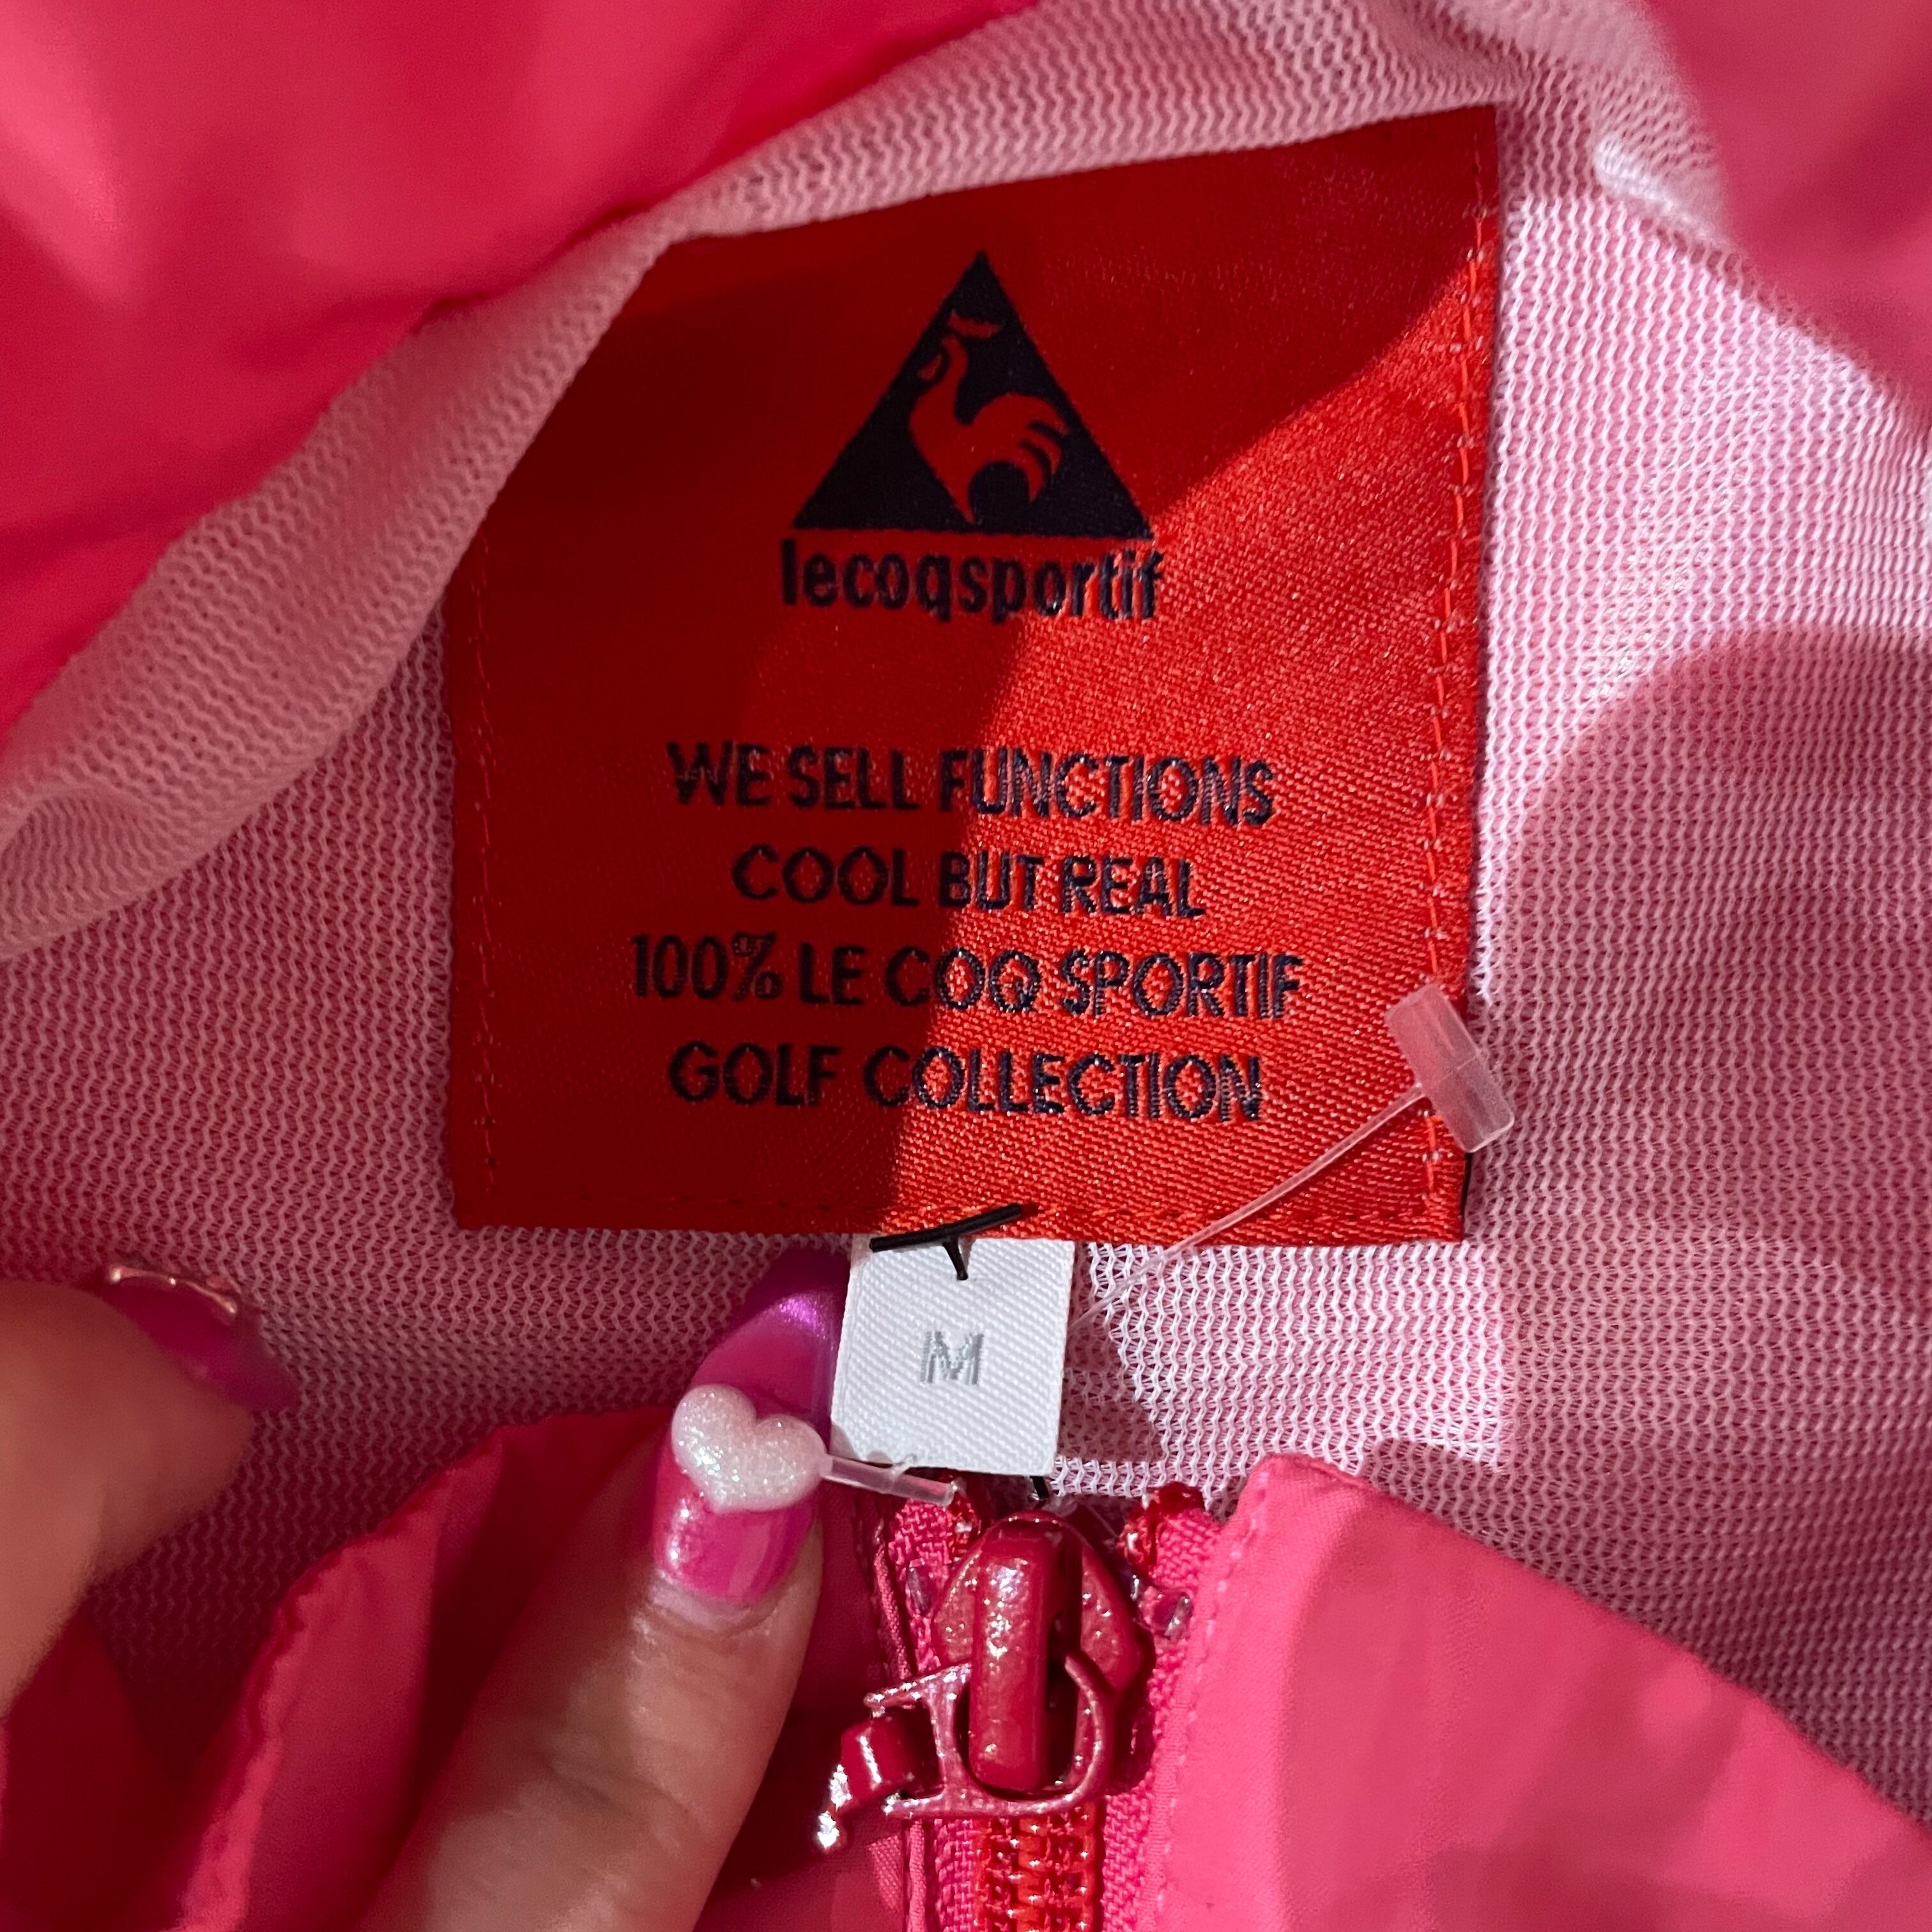 lecoqsportif
WE SELL FUNCTIONS
COOL BUT REAL
100% LE COQ SPORTIF
GOLF COLLECTION
M